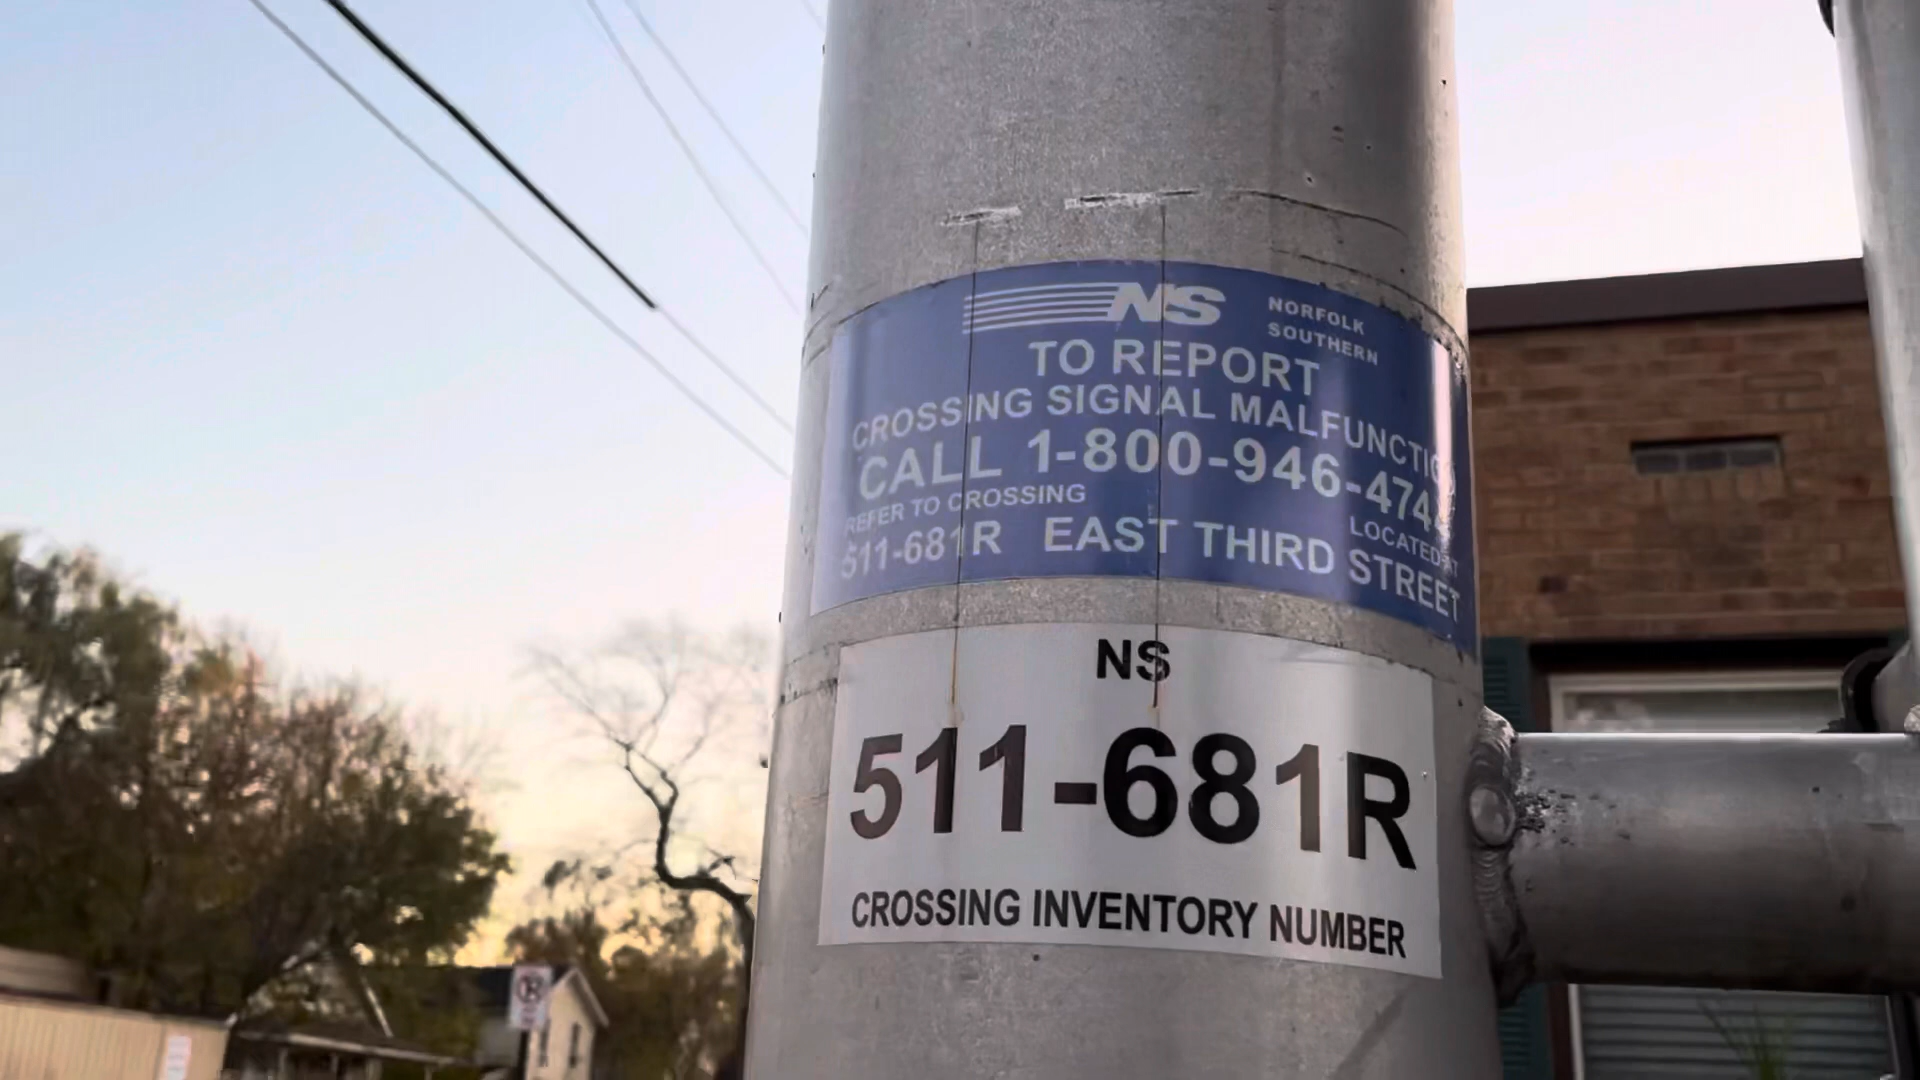 NS NORFOLK
SOUTHERN
TO REPORT
CROSSING SIGNAL MALFUNCTIO
CALL 1-800-946-474
REFER TO CROSSING LOCATED AT
511-681R EAST THIRD STREET
NS
511-681R
CROSSING INVENTORY NUMBER